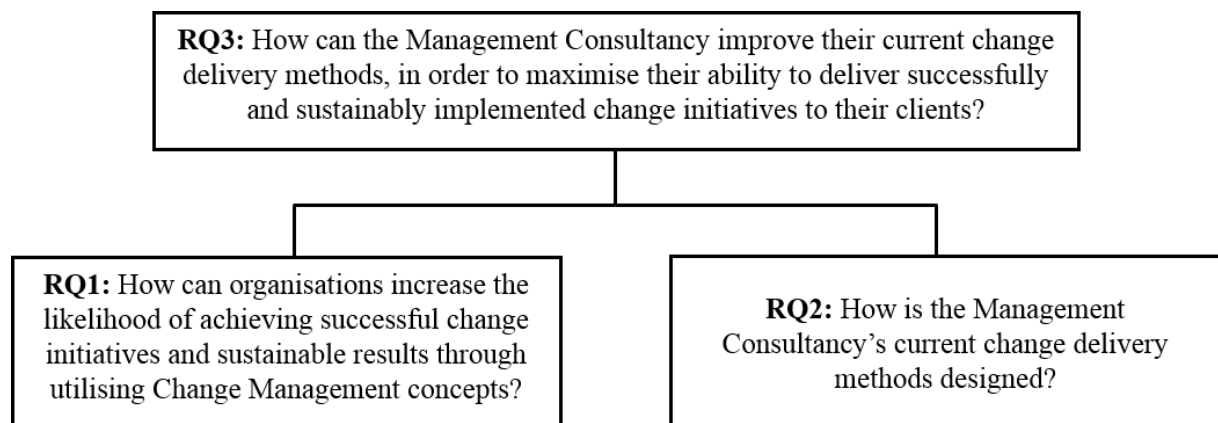 RQ3: How can the Management Consultancy improve their current change
delivery methods, in order to maximise their ability to deliver successfully
and sustainably implemented change initiatives to their clients?
RQ1: How can organisations increase the
likelihood of achieving successful change
initiatives and sustainable results through
utilising Change Management concepts?
RQ2: How is the Management
Consultancy’s current change delivery
methods designed?